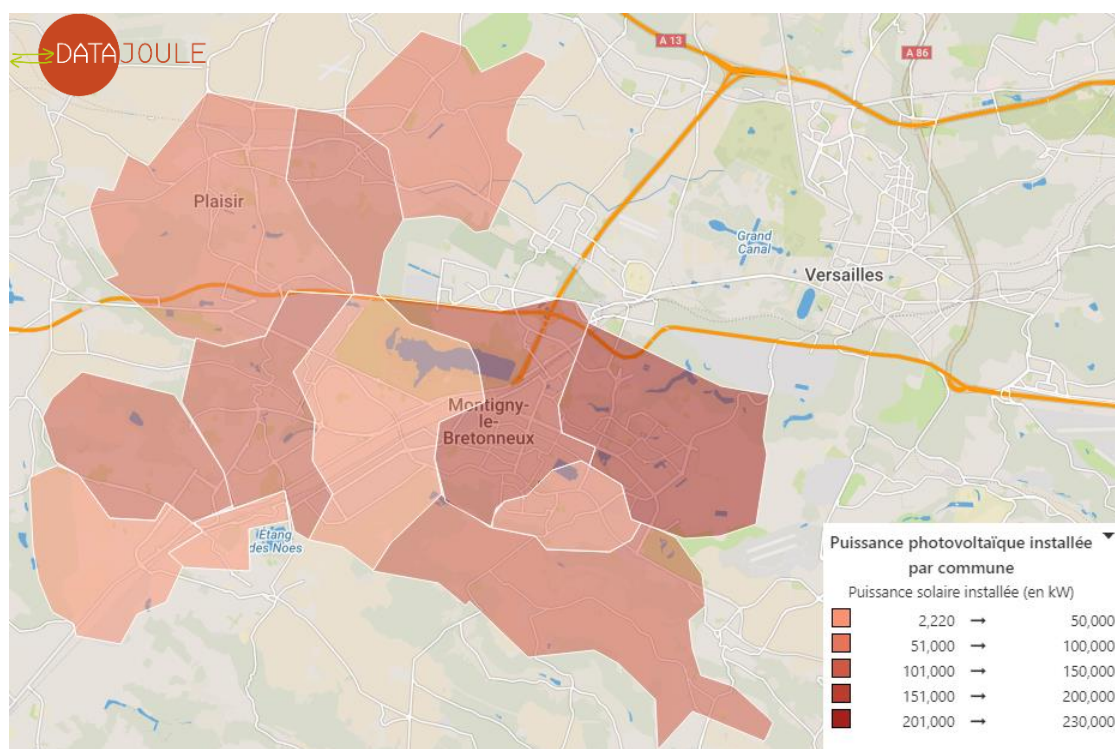 DATAJOULE
A 13
A 86
Plaisir
Grand
Canal
Versailles
Montigny-
le-
Bretonneux
Étang
des Noes
Puissance photovoltaïque installée
par commune
Puissance solaire installée (en kW)
2,220 → 50,000
51,000 → 100,000
101,000 → 150,000
151,000 → 200,000
201,000 → 230,000